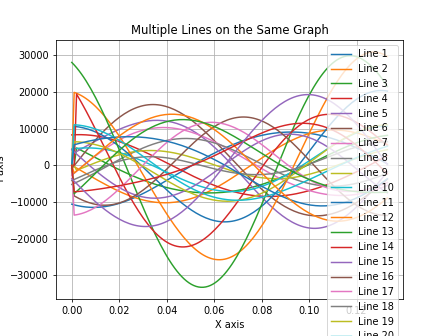 Multiple Lines on the Same Graph
30000
20000
10000
0
−10000
−20000
−30000
0.00
0.02
0.04
0.06
0.08
0.10
X axis
Line 1
Line 2
Line 3
Line 4
Line 5
Line 6
Line 7
Line 8
Line 9
Line 10
Line 11
Line 12
Line 13
Line 14
Line 15
Line 16
Line 17
Line 18
Line 19
Line 20